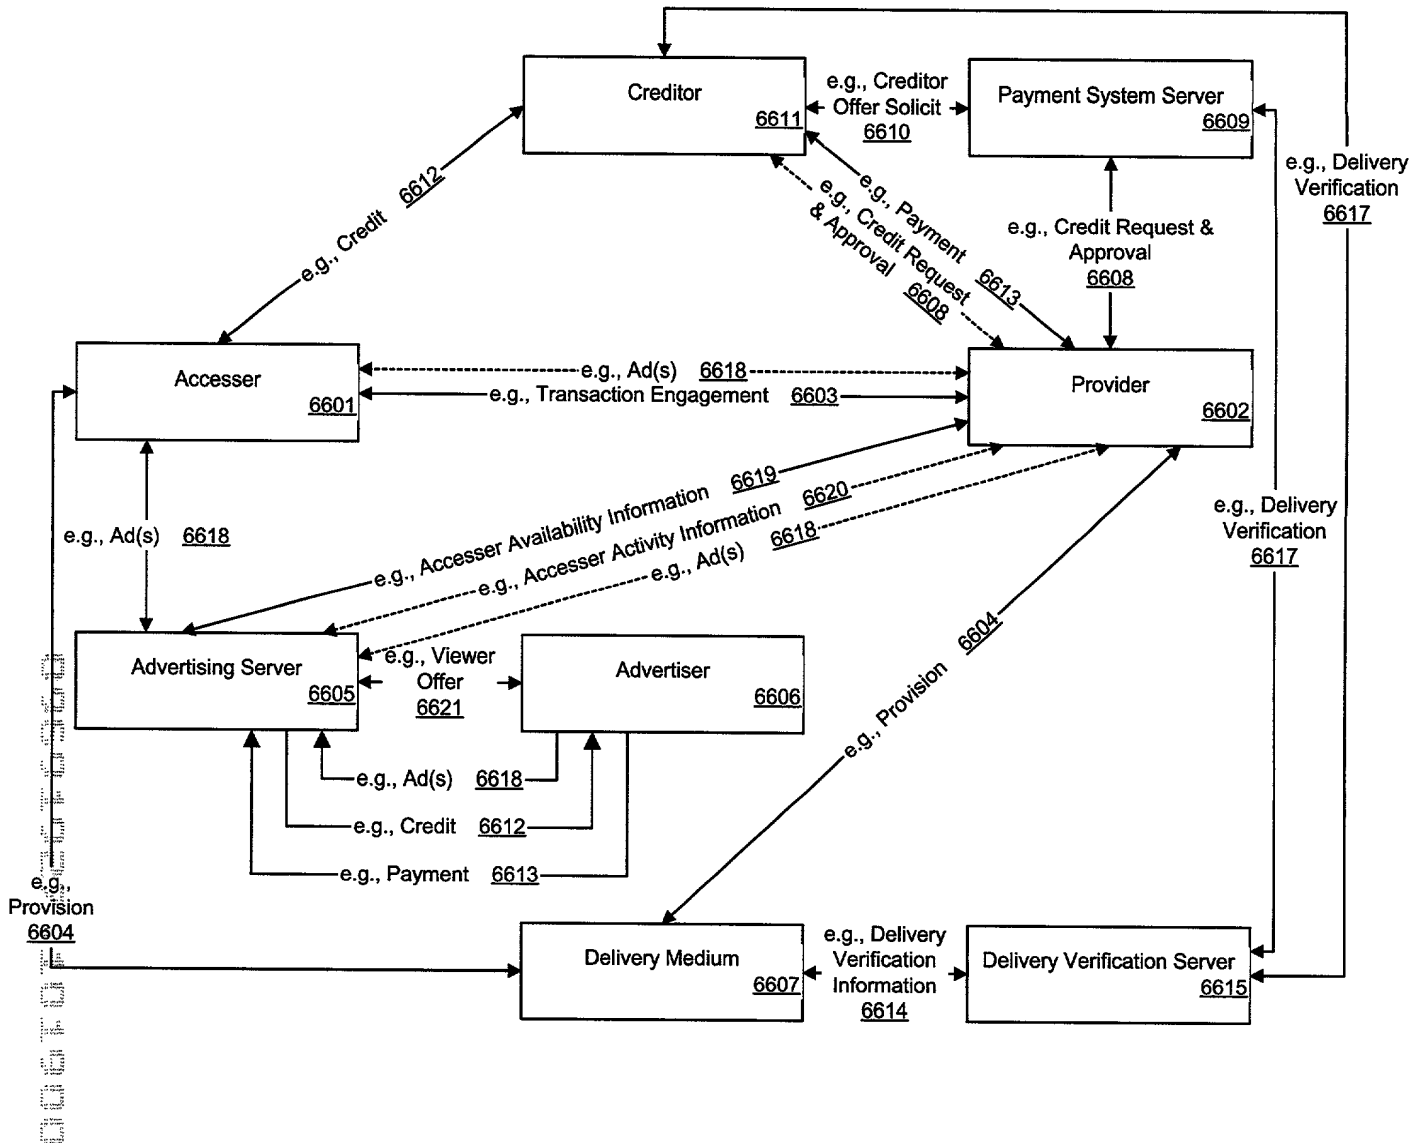 Creditor
6611
e.g., Creditor
Offer Solicit
6610
Payment System Server
6609
e.g., Delivery
Verification
6617
e.g., Credit 6612
e.g., Payment 6613
e.g., Credit Request
& Approval 6608
e.g., Credit Request &
Approval
6608
Accesser
6601
e.g., Ad(s) 6618
e.g., Transaction Engagement 6603
Provider
6602
e.g., Ad(s) 6618
e.g., Accesser Availability Information 6619
e.g., Accesser Activity Information 6620
e.g., Ad(s) 6618
e.g., Delivery
Verification
6617
Advertising Server
6605
e.g., Viewer
Offer
6621
Advertiser
6606
e.g., Provision 6604
e.g., Ad(s) 6618
e.g., Credit 6612
e.g., Payment 6613
e.g.,
Provision
6604
Delivery Medium
6607
e.g., Delivery
Verification
Information
6614
Delivery Verification Server
6615